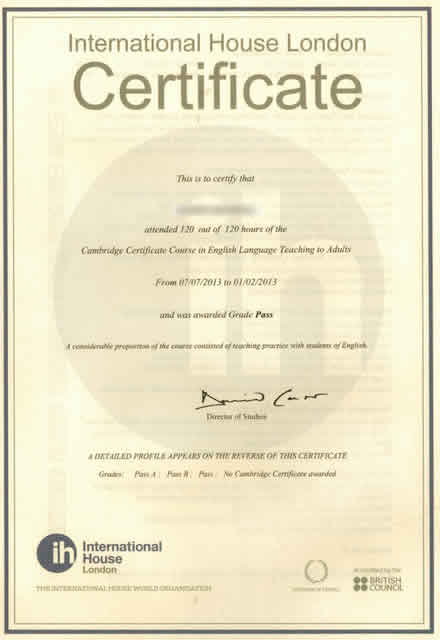 International House London
Certificate
This is to certify that
attended 120 out of 120 hours of the
Cambridge Certificate Course in English Language Teaching to Adults
From 07/07/2013 to 01/02/2013
and was awarded Grade Pass
A considerable proportion of the course consisted of teaching practice with students of English.
Director of Studies
A DETAILED PROFILE APPEARS ON THE REVERSE OF THIS CERTIFICATE
Grades: Pass A : Pass B : Pass : No Cambridge Certificate awarded
ih International
House
London
THE INTERNATIONAL HOUSE WORLD ORGANISATION
Accredited by the
BRITISH
COUNCIL